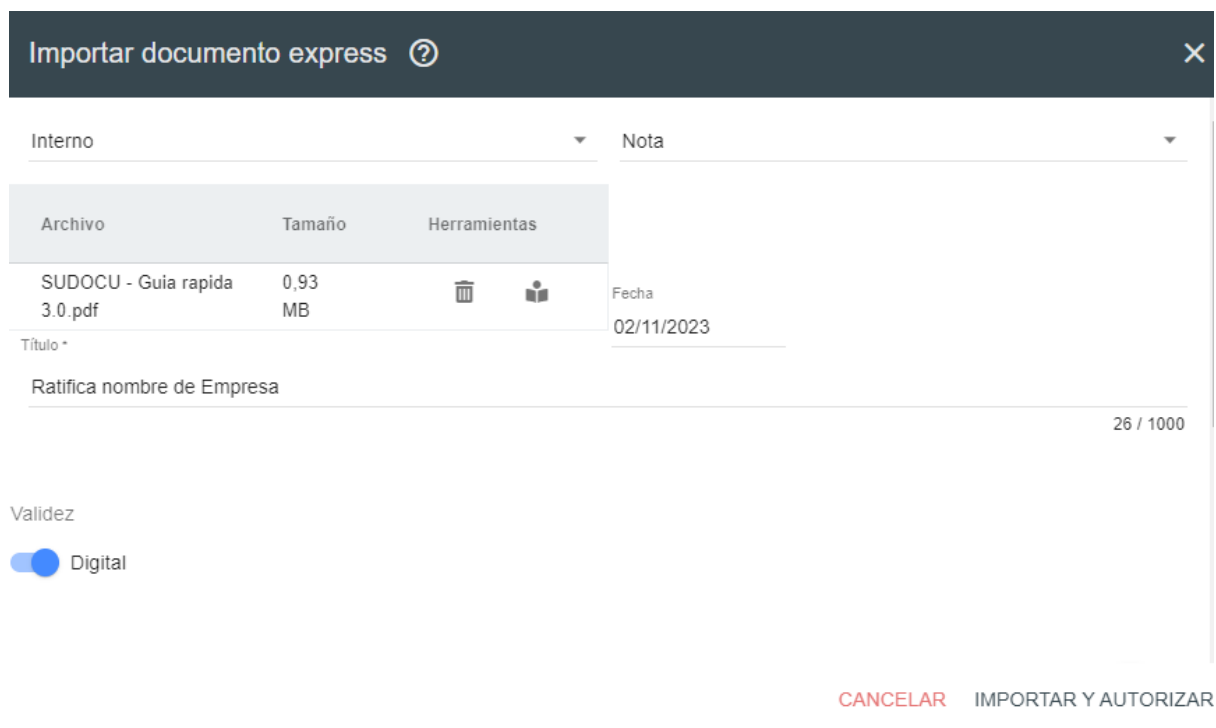 Importar documento express
Interno
Nota
Archivo Tamaño Herramientas
SUDOCU - Guia rapida
3.0.pdf
0,93
MB
Fecha
02/11/2023
Título *
Ratifica nombre de Empresa
26 / 1000
Validez
Digital
CANCELAR IMPORTAR Y AUTORIZAR